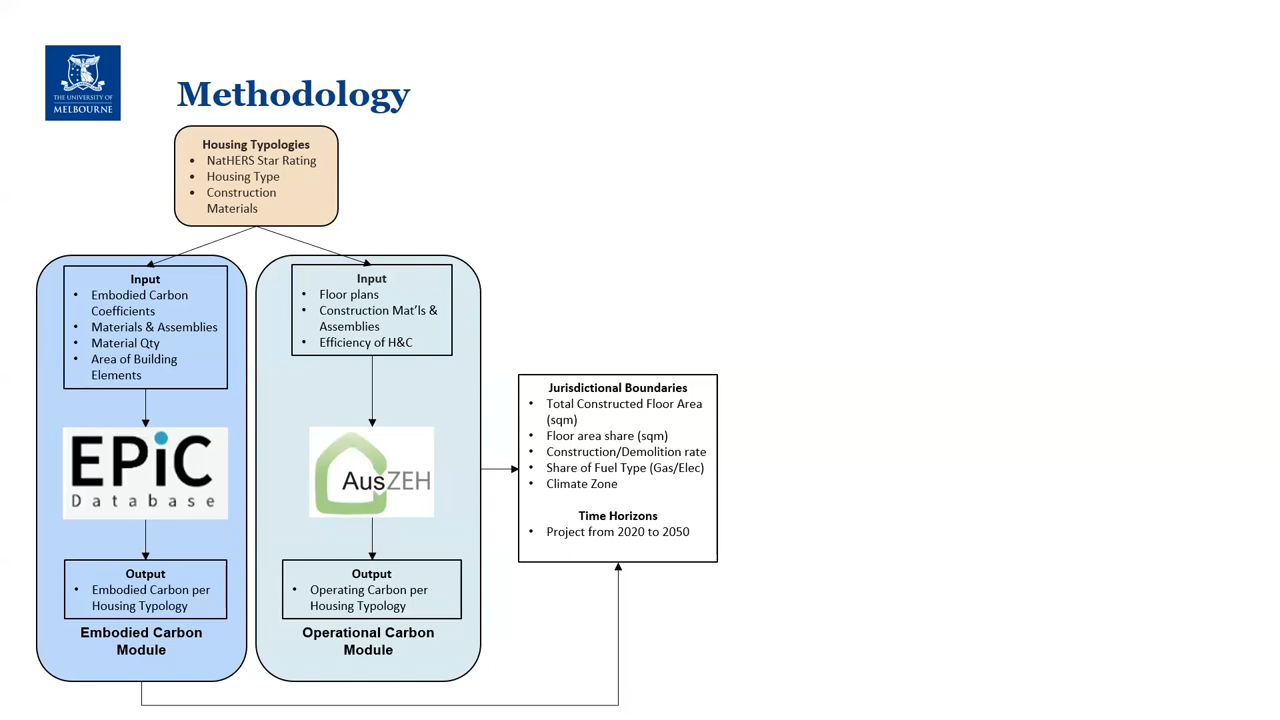 THE UNIVERSITY OF
MELBOURNE
Methodology
Housing Typologies
• NatHERS Star Rating
• Housing Type
• Construction
Materials
Input
• Embodied Carbon
Coefficients
• Materials & Assemblies
• Material Qty
• Area of Building
Elements
EPiC
Database
Output
• Embodied Carbon per
Housing Typology
Embodied Carbon
Module
Input
• Floor plans
• Construction Mat’ls &
Assemblies
• Efficiency of H&C
AusZEH
Output
• Operating Carbon per
Housing Typology
Operational Carbon
Module
Jurisdictional Boundaries
• Total Constructed Floor Area
(sqm)
• Floor area share (sqm)
• Construction/Demolition rate
• Share of Fuel Type (Gas/Elec)
• Climate Zone
Time Horizons
• Project from 2020 to 2050